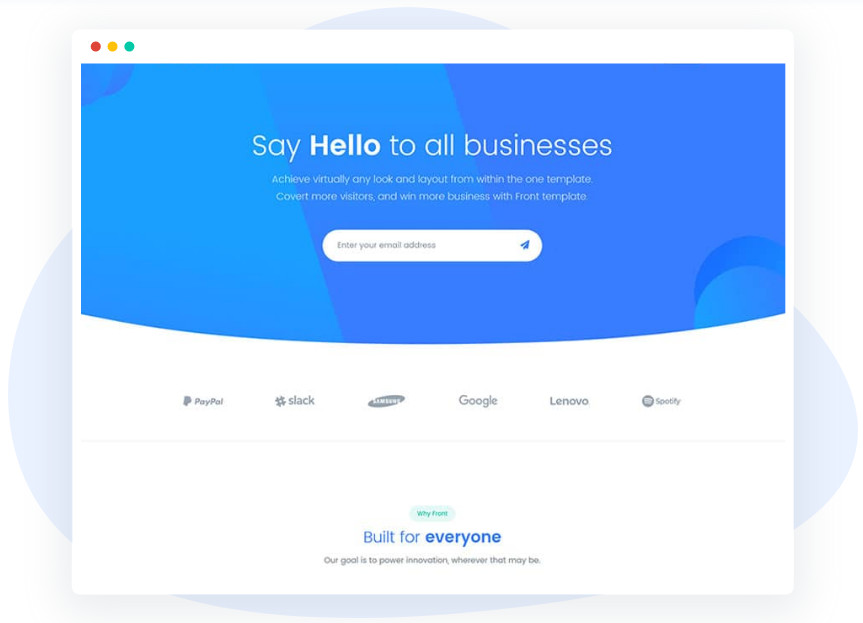 Say Hello to all businesses
Achieve virtually any look and layout from within the one template.
Covert more visitors, and win more business with Front template.
Enter your email address
PayPal slack SAMSUNG Google Lenovo Spotify
Why Front
Built for everyone
Our goal is to power innovation, wherever that may be.